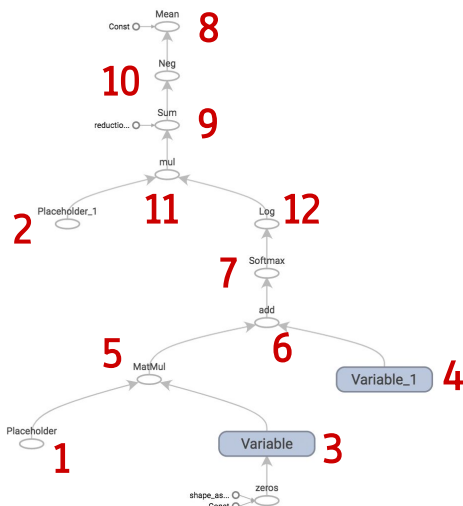 Mean
Const
8
Neg
10
Sum
reductio...
9
mul
11
12
Placeholder_1
2
Log
Softmax
7
add
6
5
MatMul
Variable_1
4
Placeholder
1
Variable
3
zeros
shape_as...
Const